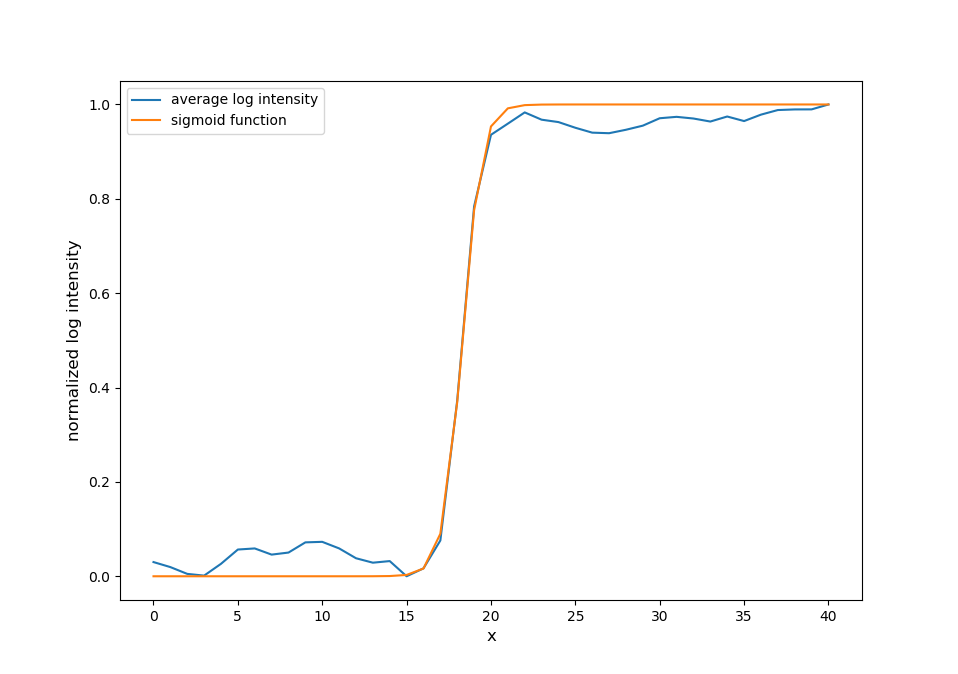 average log intensity
sigmoid function
1.0
0.8
0.6
0.4
0.2
0.0
normalized log intensity
0 5 10 15 20 25 30 35 40
x